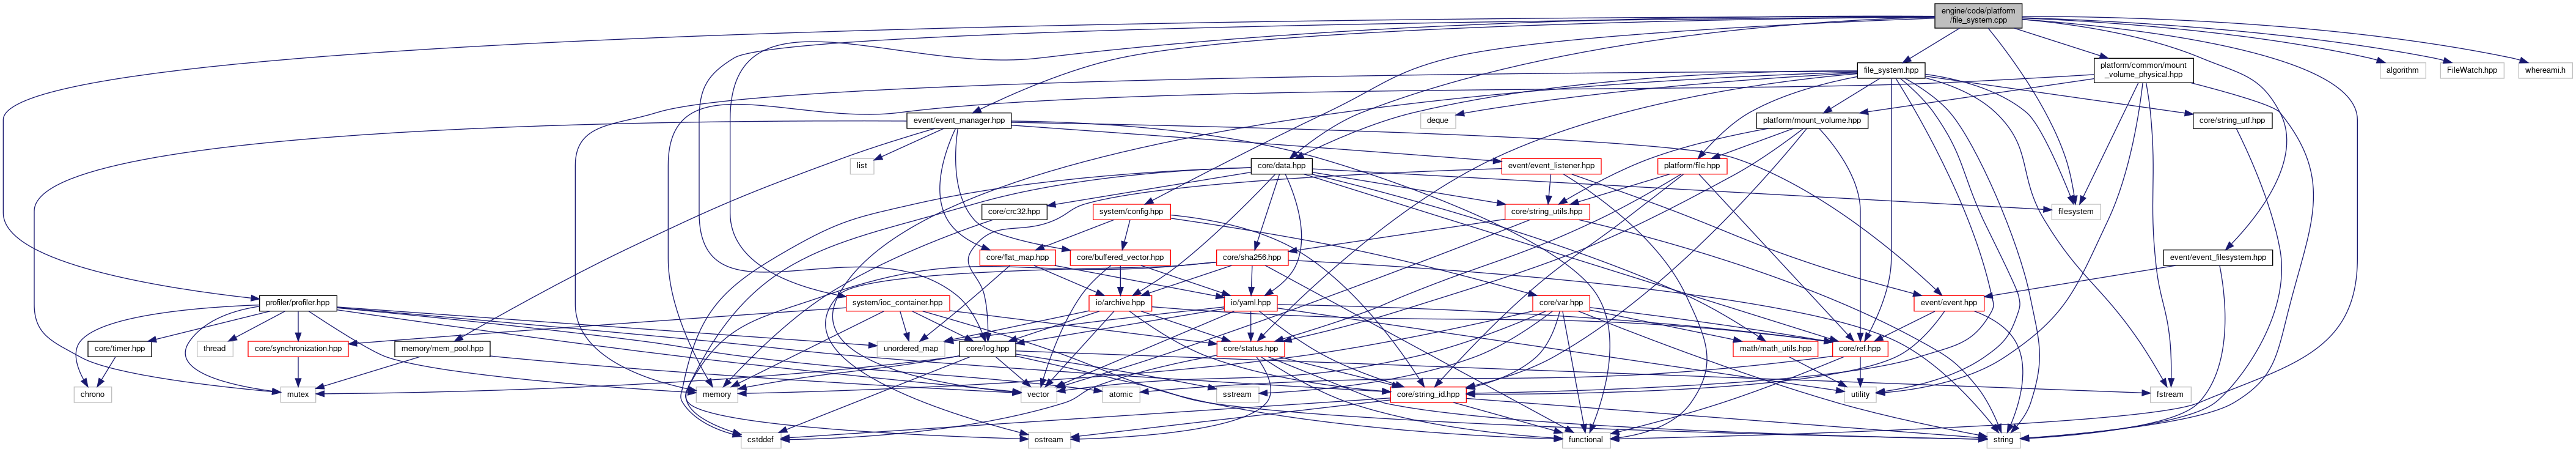 engine/code/platform
/file_system.cpp
file_system.hpp
platform/common/mount
_volume_physical.hpp
algorithm
FileWatch.hpp
whereami.h
event/event_manager.hpp
deque
platform/mount_volume.hpp
core/string_utf.hpp
list
core/data.hpp
event/event_listener.hpp
platform/file.hpp
core/crc32.hpp
system/config.hpp
core/string_utils.hpp
filesystem
core/flat_map.hpp
core/buffered_vector.hpp
core/sha256.hpp
event/event_filesystem.hpp
profiler/profiler.hpp
system/ioc_container.hpp
io/archive.hpp
io/yaml.hpp
core/var.hpp
event/event.hpp
core/timer.hpp
thread
core/synchronization.hpp
memory/mem_pool.hpp
unordered_map
core/log.hpp
core/status.hpp
math/math_utils.hpp
core/ref.hpp
chrono
mutex
memory
vector
atomic
sstream
core/string_id.hpp
utility
fstream
cstddef
ostream
functional
string